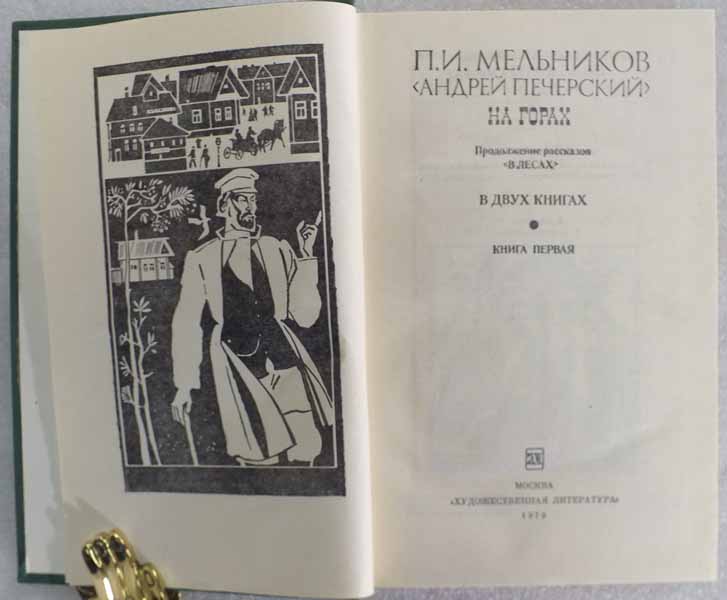 П.И. МЕЛЬНИКОВ
‹АНДРЕЙ ПЕЧЕРСКИЙ›
НА ГОРАХ
Продолжение рассказов
«В ЛЕСАХ»
В ДВУХ КНИГАХ
КНИГА ПЕРВАЯ
МОСКВА
«ХУДОЖЕСТВЕННАЯ ЛИТЕРАТУРА»
1979